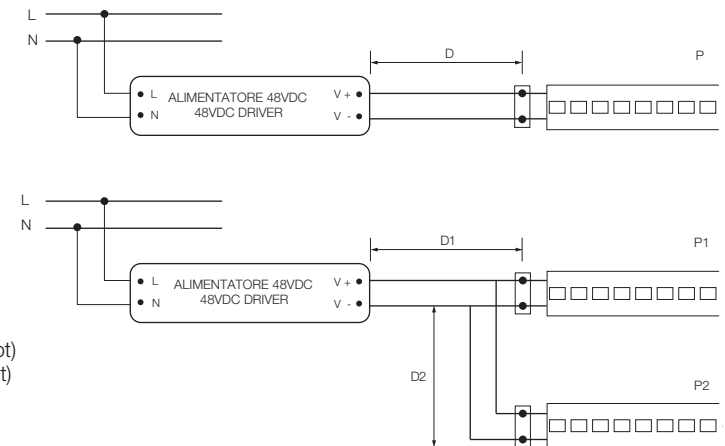 L
N
D
P
L
ALIMENTATORE 48VDC
V +
N
48VDC DRIVER
V -
L
N
D1
P1
L
ALIMENTATORE 48VDC
V +
N
48VDC DRIVER
V -
D2
P2